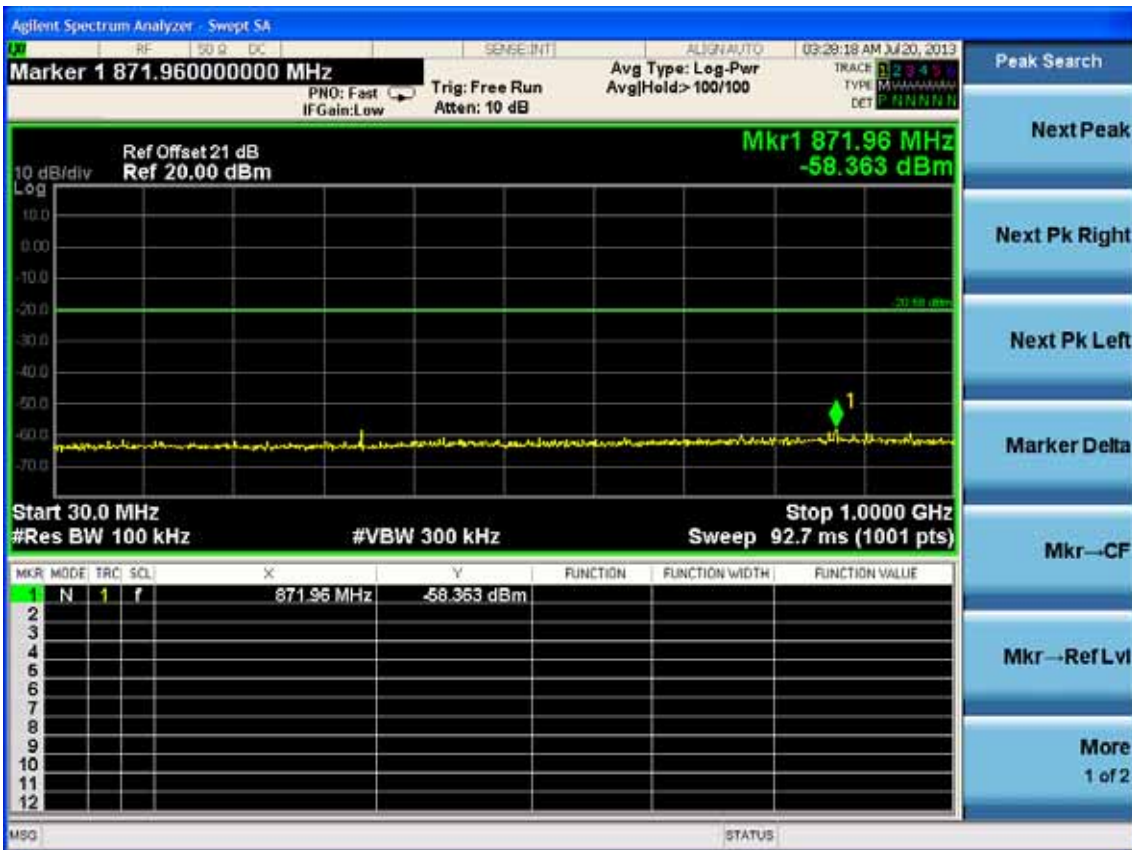 Agilent Spectrum Analyzer - Swept SA
RF 50 Ω DC SENSE:INT ALIGN AUTO 03:28:18 AM Jul 20, 2013
Marker 1 871.960000000 MHz
PNO: Fast
IFGain:Low
Trig: Free Run
Atten: 10 dB
Avg Type: Log-Pwr
Avg|Hold:> 100/100
TRACE 1 2 3 4 5 6
TYPE M
DET P N N N N N
Ref Offset 21 dB
Ref 20.00 dBm
10 dB/div
Log
Mkr1 871.96 MHz
-58.363 dBm
10.0
0.00
-10.0
-20.0
-30.0
-40.0
-50.0
-60.0
-70.0
1
Start 30.0 MHz
#Res BW 100 kHz
#VBW 300 kHz
Stop 1.0000 GHz
Sweep 92.7 ms (1001 pts)
MKR MODE TRC SCL X Y FUNCTION FUNCTION WIDTH FUNCTION VALUE
1 N 1 f 871.96 MHz -58.363 dBm
2
3
4
5
6
7
8
9
10
11
12
MSG
STATUS
Peak Search
Next Peak
Next Pk Right
Next Pk Left
Marker Delta
Mkr→CF
Mkr→Ref Lvl
More
1 of 2